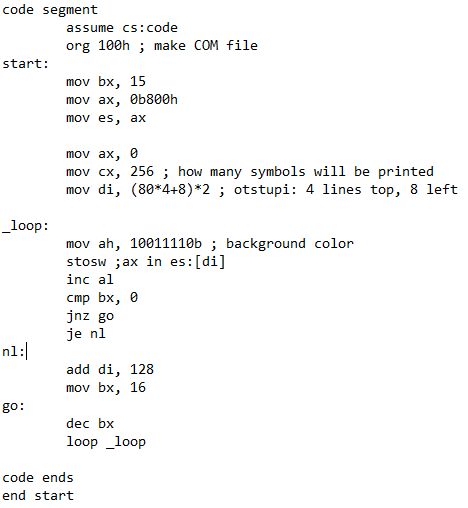 code segment
        assume cs:code
        org 100h ; make COM file
start:
        mov bx, 15
        mov ax, 0b800h
        mov es, ax

        mov ax, 0
        mov cx, 256 ; how many symbols will be printed
        mov di, (80*4+8)*2 ; otstupi: 4 lines top, 8 left

_loop:
        mov ah, 10011110b ; background color
        stosw ;ax in es:[di]
        inc al
        cmp bx, 0
        jnz go
        je nl
nl:
        add di, 128
        mov bx, 16
go:
        dec bx
        loop _loop

code ends
end start